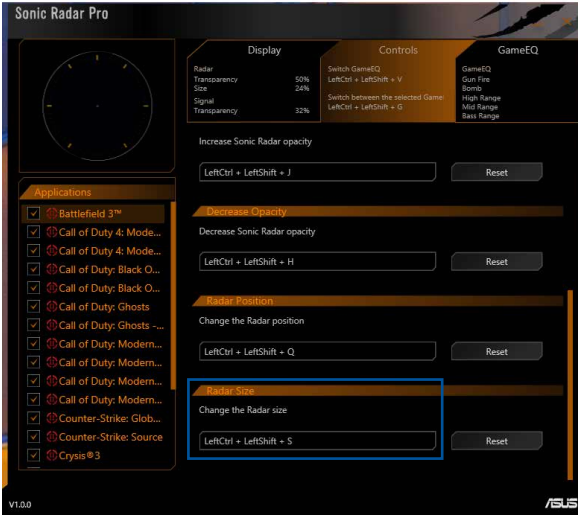 Sonic Radar Pro
Display
Radar
Transparency 50%
Size 24%
Signal
Transparency 32%
Controls
Switch GameEQ
LeftCtrl + LeftShift + V
Switch between the selected Game
LeftCtrl + LeftShift + G
GameEQ
GameEQ
Gun Fire
Bomb
High Range
Mid Range
Bass Range
Applications
Battlefield 3™
Call of Duty 4: Mode...
Call of Duty 4: Mode...
Call of Duty: Black O...
Call of Duty: Black O...
Call of Duty: Ghosts
Call of Duty: Ghosts -...
Call of Duty: Modern...
Call of Duty: Modern...
Call of Duty: Modern...
Call of Duty: Modern...
Counter-Strike: Glob...
Counter-Strike: Source
Crysis®3
Increase Sonic Radar opacity
LeftCtrl + LeftShift + J Reset
Decrease Opacity
Decrease Sonic Radar opacity
LeftCtrl + LeftShift + H Reset
Radar Position
Change the Radar position
LeftCtrl + LeftShift + Q Reset
Radar Size
Change the Radar size
LeftCtrl + LeftShift + S Reset
V1.0.0
ASUS